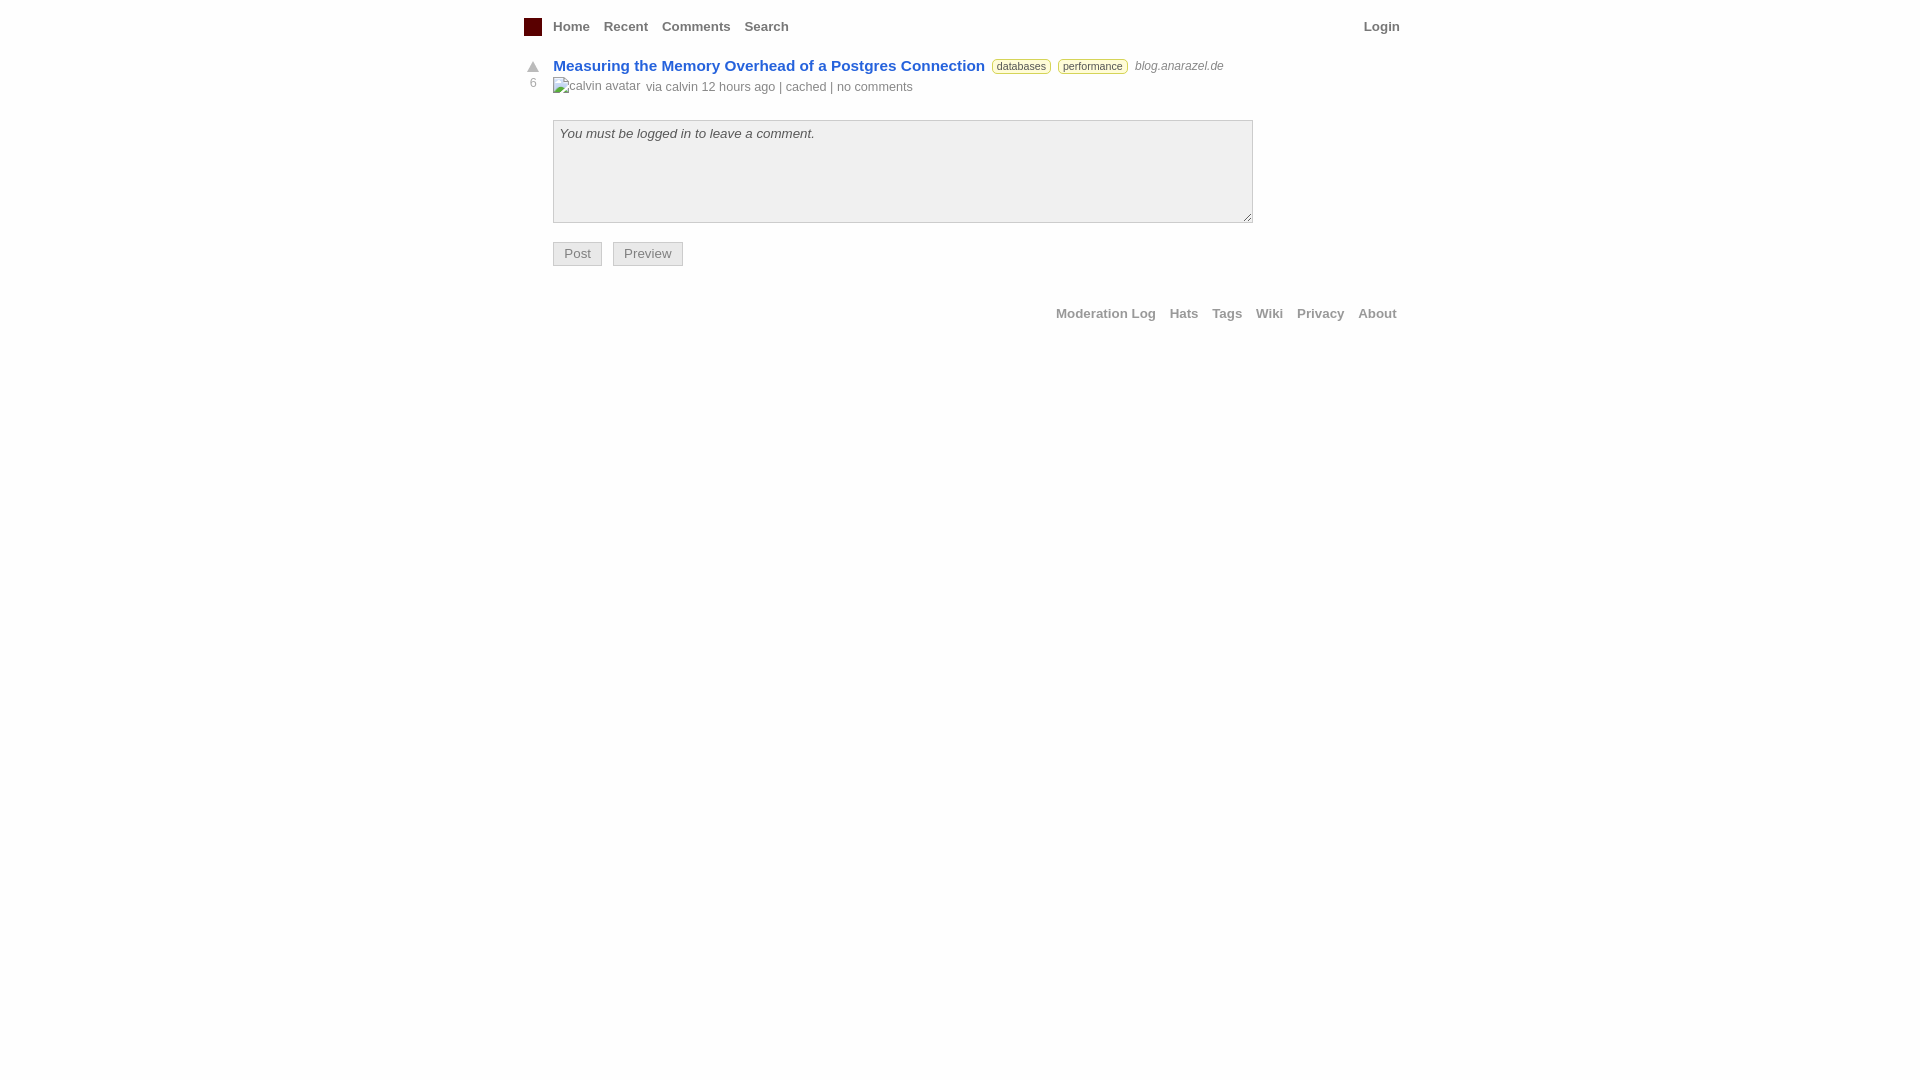 Home Recent Comments Search Login
Measuring the Memory Overhead of a Postgres Connection databases performance blog.anarazel.de
6
calvin avatar via calvin 12 hours ago | cached | no comments
You must be logged in to leave a comment.
Post Preview
Moderation Log Hats Tags Wiki Privacy About